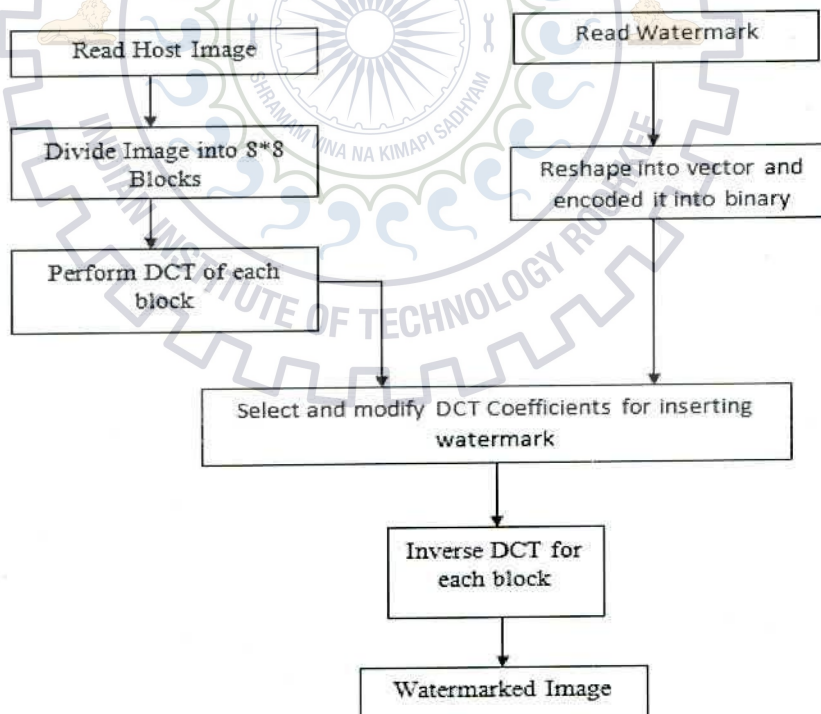 Read Host Image
Read Watermark
Divide Image into 8*8
Blocks
Reshape into vector and
encoded it into binary
Perform DCT of each
block
Select and modify DCT Coefficients for inserting
watermark
Inverse DCT for
each block
Watermarked Image
SHRAMAM VINA NA KIMAPI SADHYAM
INDIAN INSTITUTE OF TECHNOLOGY ROORKEE